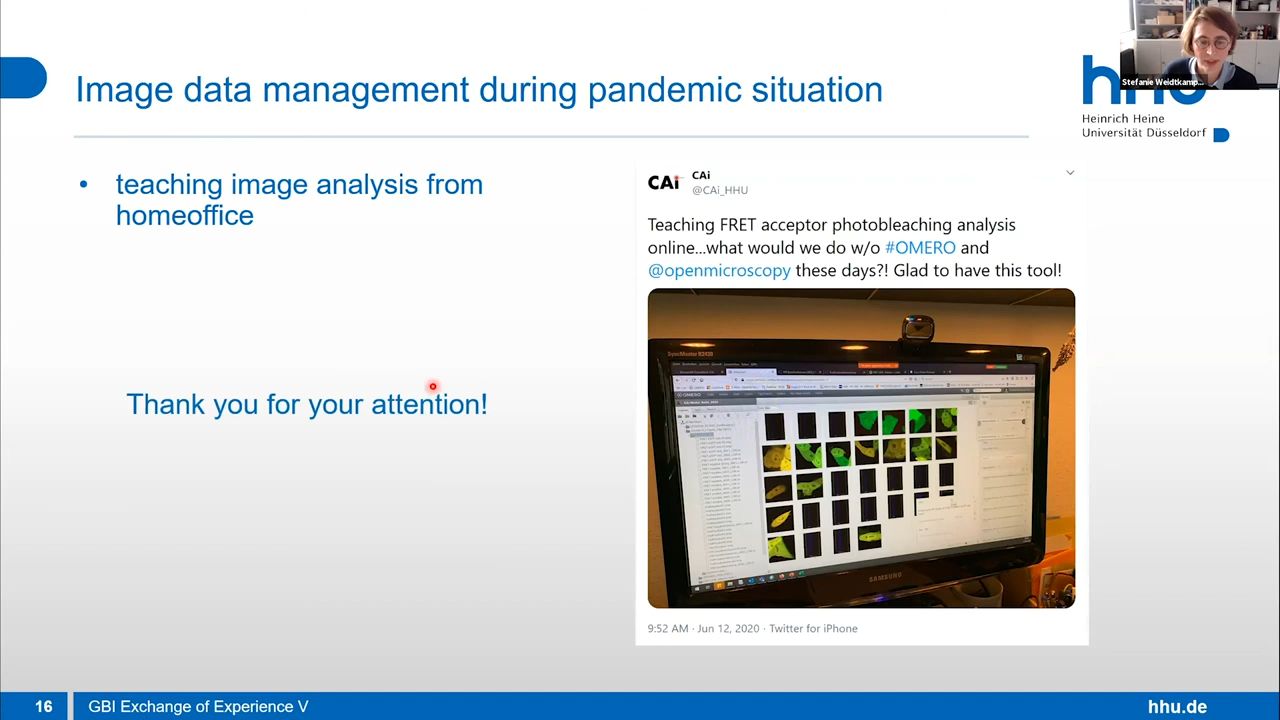 Image data management during pandemic situation
Stefanie Weidtkamp...
hhu
Heinrich Heine
Universität Düsseldorf
• teaching image analysis from
homeoffice
Thank you for your attention!
CAi
CAi
@CAi_HHU
Teaching FRET acceptor photobleaching analysis
online...what would we do w/o #OMERO and
@openmicroscopy these days?! Glad to have this tool!
SyncMaster
OMERO
SAMSUNG
9:52 AM · Jun 12, 2020 · Twitter for iPhone
16
GBI Exchange of Experience V
hhu.de